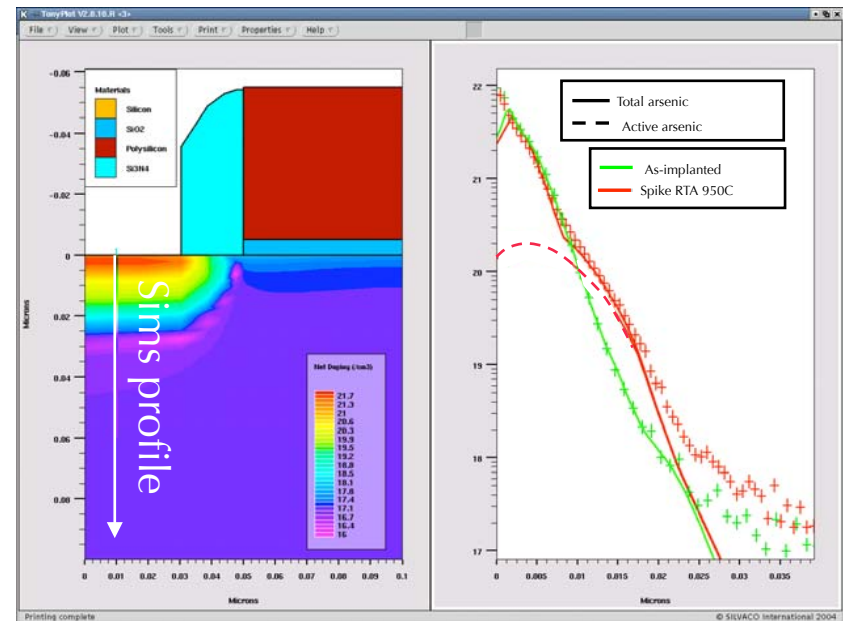 TonyPlot V2.8.18.R <3>
File View Plot Tools Print Properties Help
Materials
Silicon
SiO2
Polysilicon
Si3N4
-0.06
-0.04
-0.02
0
0.02
0.04
0.06
0.08
Microns
Sims profile
Net Doping (/cm3)
21.7
21.3
21
20.6
20.3
19.9
19.5
19.2
18.8
18.5
18.1
17.8
17.4
17.1
16.7
16.4
16
0 0.01 0.02 0.03 0.04 0.05 0.06 0.07 0.08 0.09 0.1
Microns
Total arsenic
Active arsenic
As-implanted
Spike RTA 950C
22
21
20
19
18
17
0 0.005 0.01 0.015 0.02 0.025 0.03 0.035
Microns
Printing complete
© SILVACO International 2004